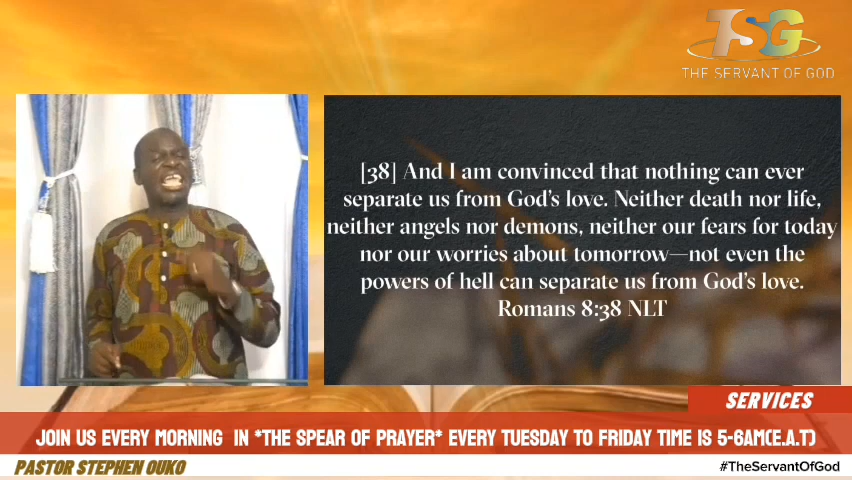 TSG
THE SERVANT OF GOD
[38] And I am convinced that nothing can ever
separate us from God's love. Neither death nor life,
neither angels nor demons, neither our fears for today
nor our worries about tomorrow—not even the
powers of hell can separate us from God's love.
Romans 8:38 NLT
SERVICES
JOIN US EVERY MORNING IN *THE SPEAR OF PRAYER* EVERY TUESDAY TO FRIDAY TIME IS 5-6AM(E.A.T)
PASTOR STEPHEN OUKO
#TheServantOfGod